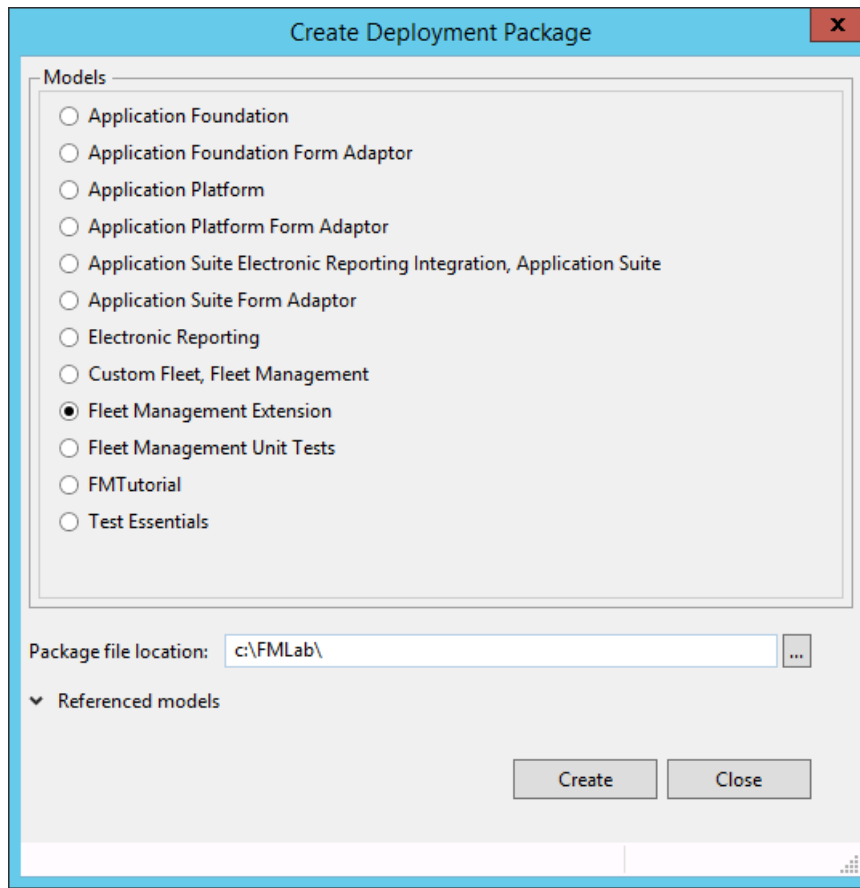 Create Deployment Package
x
Models
Application Foundation
Application Foundation Form Adaptor
Application Platform
Application Platform Form Adaptor
Application Suite Electronic Reporting Integration, Application Suite
Application Suite Form Adaptor
Electronic Reporting
Custom Fleet, Fleet Management
Fleet Management Extension
Fleet Management Unit Tests
FMTutorial
Test Essentials
Package file location: c:\FMLab\ ...
Referenced models
Create Close